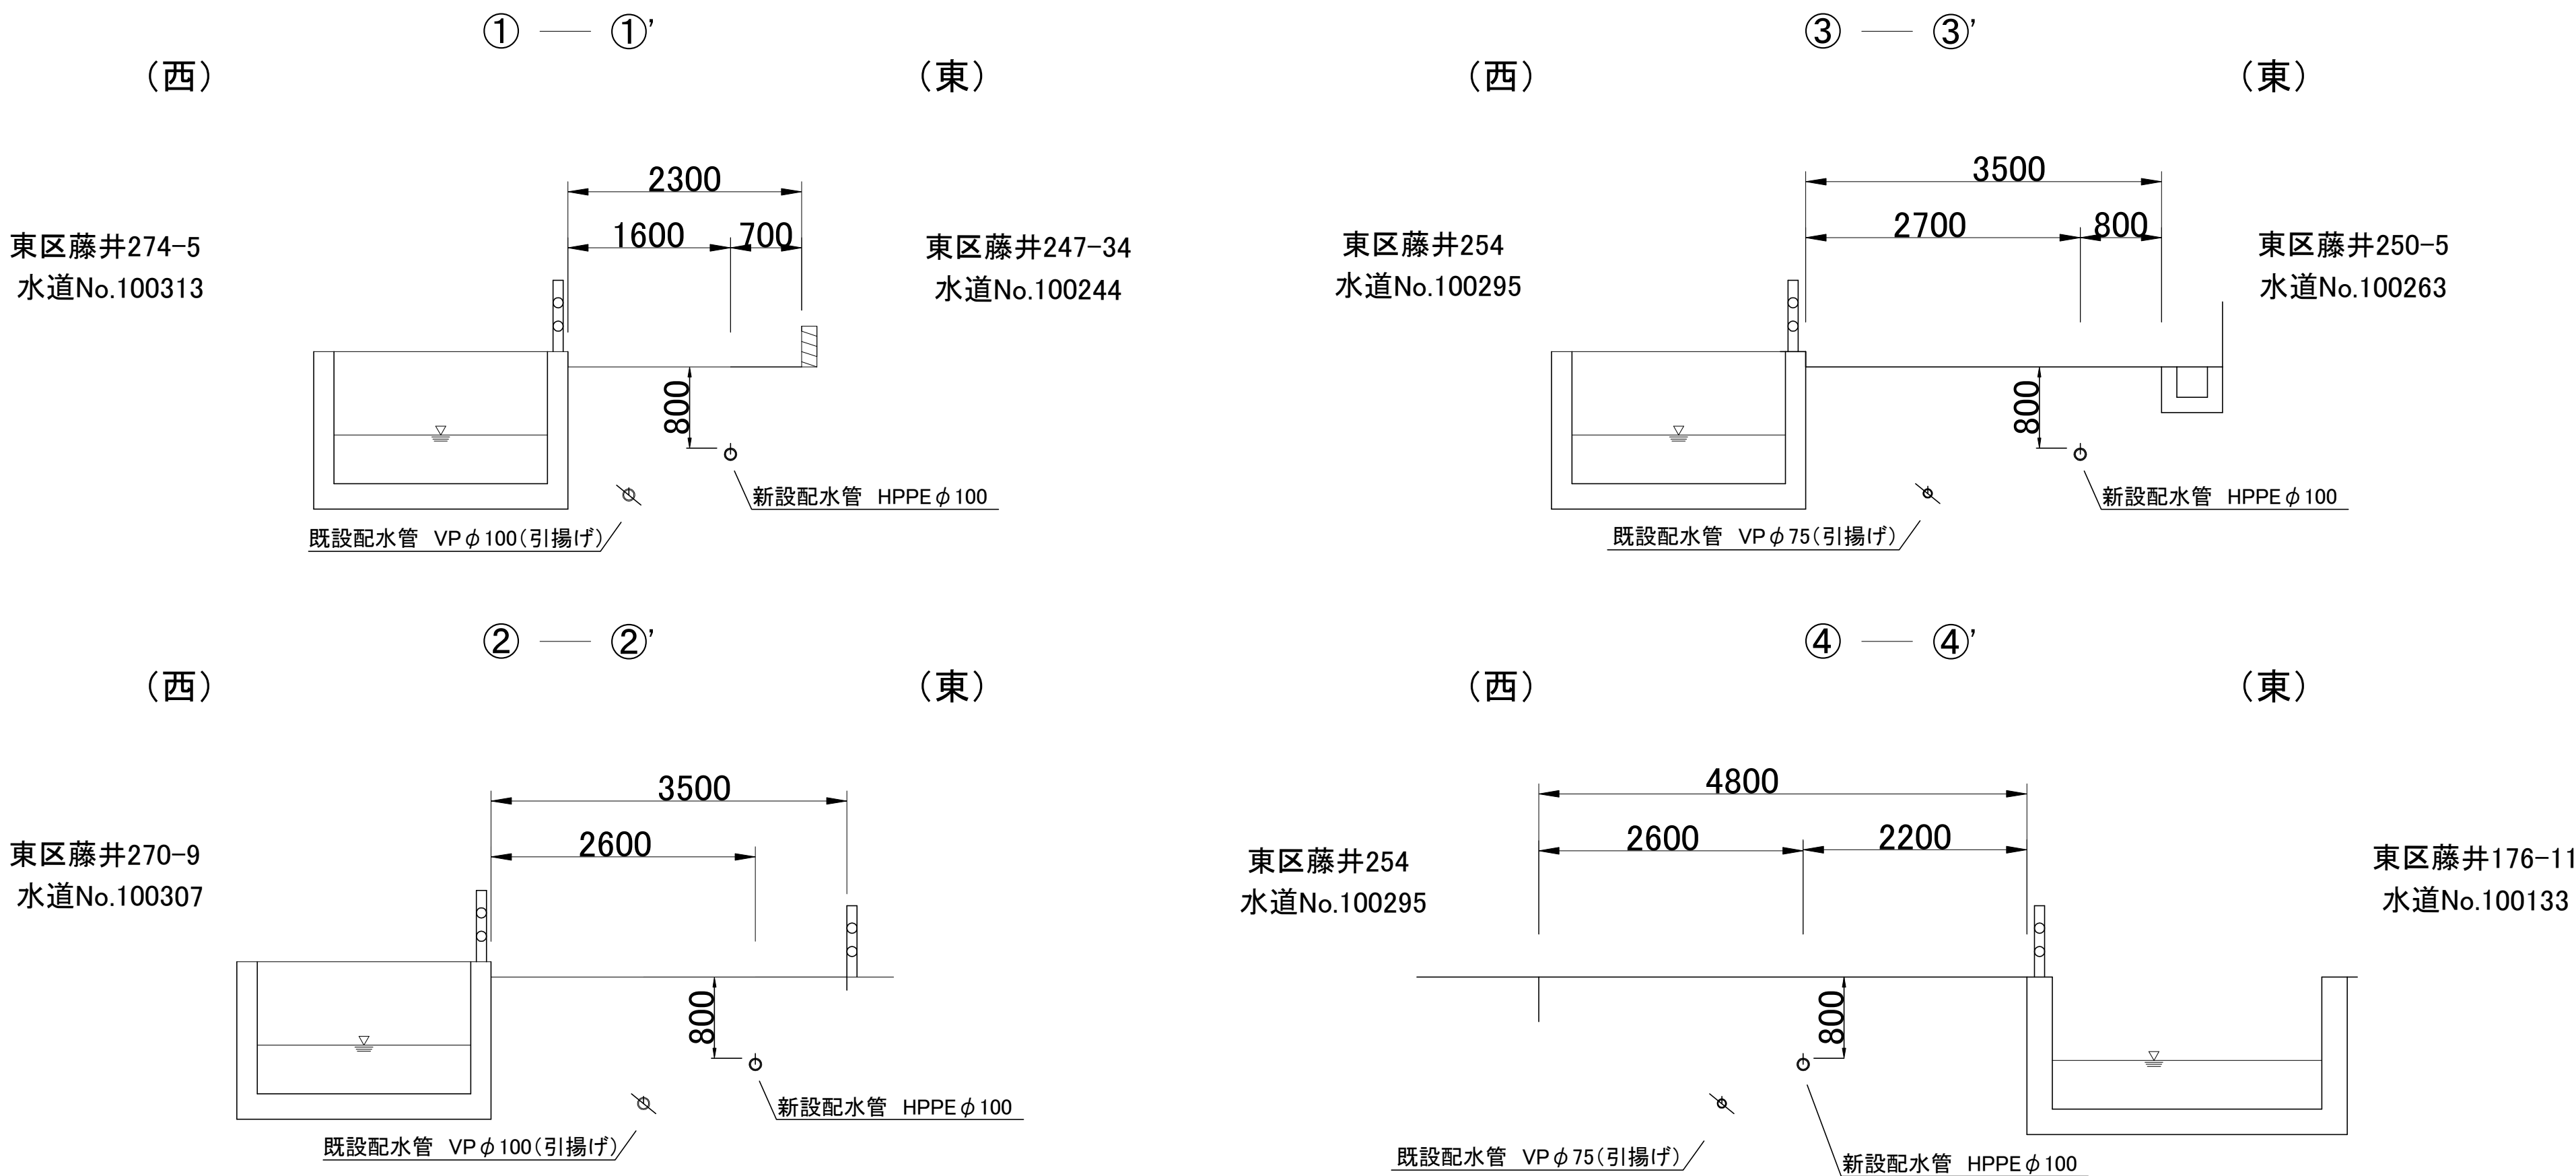 ① — ①’
（西）
（東）
2300
1600
700
東区藤井274-5
水道No.100313
東区藤井247-34
水道No.100244
800
新設配水管 HPPEφ100
既設配水管 VPφ100（引揚げ）
② — ②’
（西）
（東）
3500
2600
東区藤井270-9
水道No.100307
800
新設配水管 HPPEφ100
既設配水管 VPφ100（引揚げ）
③ — ③’
（西）
（東）
3500
2700
800
東区藤井254
水道No.100295
東区藤井250-5
水道No.100263
800
新設配水管 HPPEφ100
既設配水管 VPφ75（引揚げ）
④ — ④’
（西）
（東）
4800
2600
2200
東区藤井254
水道No.100295
東区藤井176-11
水道No.100133
800
既設配水管 VPφ75（引揚げ）
新設配水管 HPPEφ100